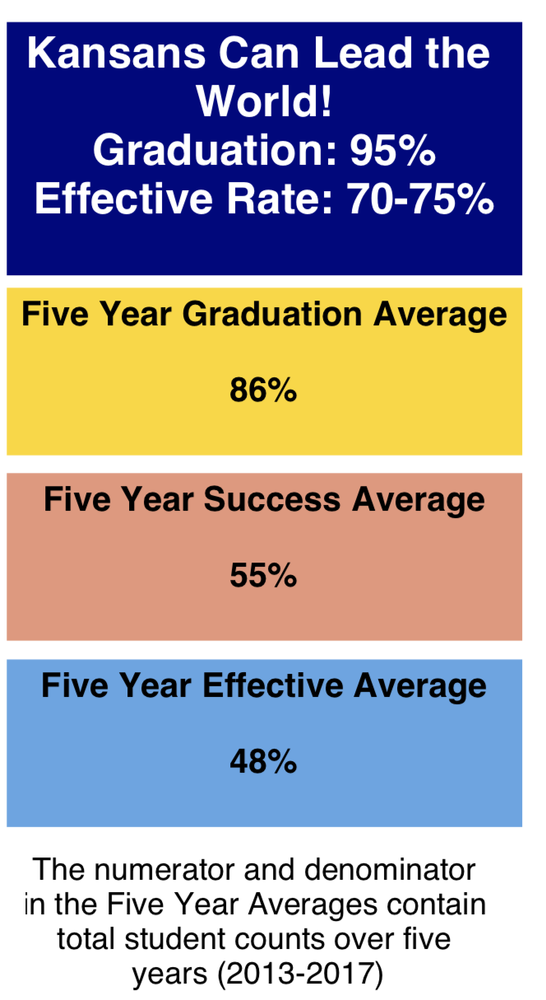 Kansans Can Lead the
World!
Graduation: 95%
Effective Rate: 70-75%
Five Year Graduation Average
86%
Five Year Success Average
55%
Five Year Effective Average
48%
The numerator and denominator
in the Five Year Averages contain
total student counts over five
years (2013-2017)